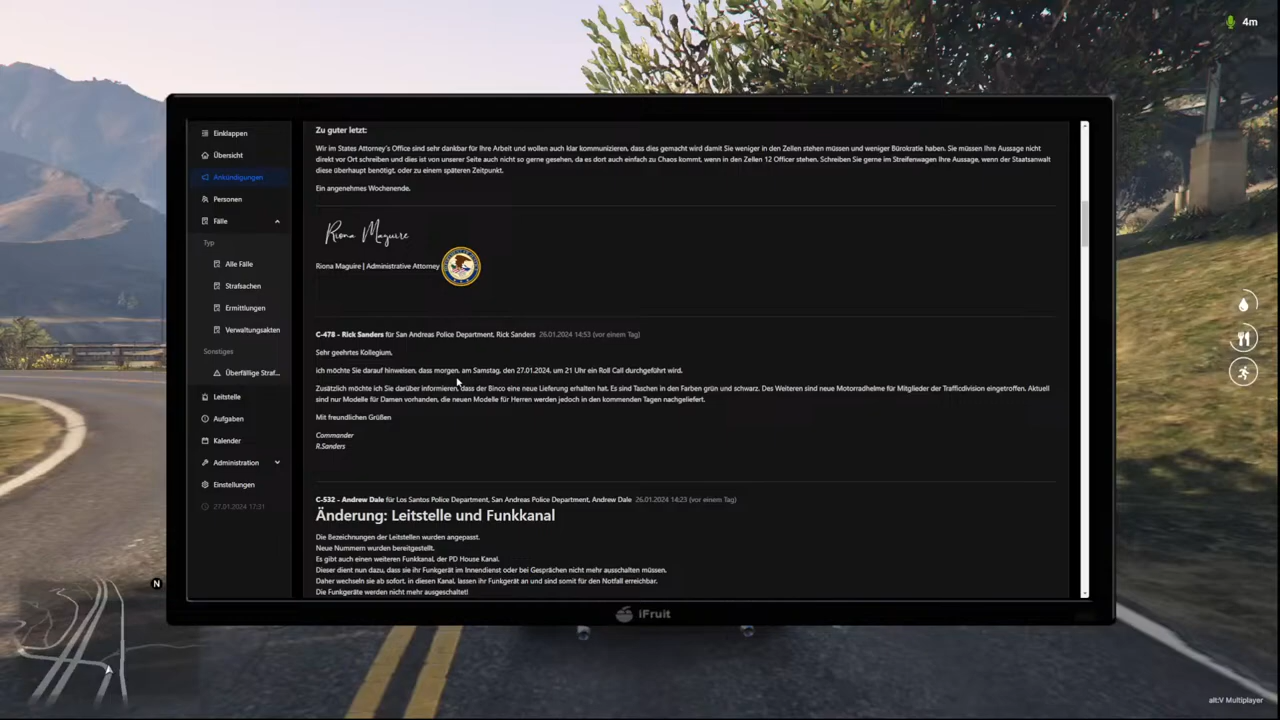 4m
Einklappen
Übersicht
Ankündigungen
Personen
Fälle
Typ
Alle Fälle
Strafsachen
Ermittlungen
Verwaltungsakten
Sonstiges
Überfällige Straf...
Leitstelle
Aufgaben
Kalender
Administration
Einstellungen
27.01.2024 17:31
Zu guter letzt:
Wir im States Attorney's Office sind sehr dankbar für Ihre Arbeit und wollen auch klar kommunizieren, dass dies gemacht wird damit Sie weniger in den Zellen stehen müssen und weniger Bürokratie haben. Sie müssen Ihre Aussage nicht
direkt vor Ort schreiben und dies ist von unserer Seite auch nicht so gerne gesehen, da es dort auch einfach zu Chaos kommt, wenn in den Zellen 12 Officer stehen. Schreiben Sie gerne im Streifenwagen Ihre Aussage, wenn der Staatsanwalt
diese überhaupt benötigt, oder zu einem späteren Zeitpunkt.
Ein angenehmes Wochenende.
Riona Maguire
Riona Maguire | Administrative Attorney
C-478 - Rick Sanders für San Andreas Police Department, Rick Sanders 26.01.2024 14:53 (vor einem Tag)
Sehr geehrtes Kollegium,
ich möchte Sie darauf hinweisen, dass morgen, am Samstag, den 27.01.2024, um 21 Uhr ein Roll Call durchgeführt wird.
Zusätzlich möchte ich Sie darüber informieren, dass der Binco eine neue Lieferung erhalten hat. Es sind Taschen in den Farben grün und schwarz. Des Weiteren sind neue Motorradhelme für Mitglieder der Trafficdivision eingetroffen. Aktuell
sind nur Modelle für Damen vorhanden, die neuen Modelle für Herren werden jedoch in den kommenden Tagen nachgeliefert.
Mit freundlichen Grüßen
Commander
R.Sanders
C-532 - Andrew Dale für Los Santos Police Department, San Andreas Police Department, Andrew Dale 26.01.2024 14:23 (vor einem Tag)
Änderung: Leitstelle und Funkkanal
Die Bezeichnungen der Leitstellen wurden angepasst.
Neue Nummern wurden bereitgestellt.
Es gibt auch einen weiteren Funkkanal, der PD House Kanal.
Dieser dient nun dazu, dass sie ihr Funkgerät im Innendienst oder bei Gesprächen nicht mehr ausschalten müssen.
Daher wechseln sie ab sofort, in diesen Kanal, lassen ihr Funkgerät an und sind somit für den Notfall erreichbar.
Die Funkgeräte werden nicht mehr ausgeschaltet!
N
iFruit
alt:V Multiplayer